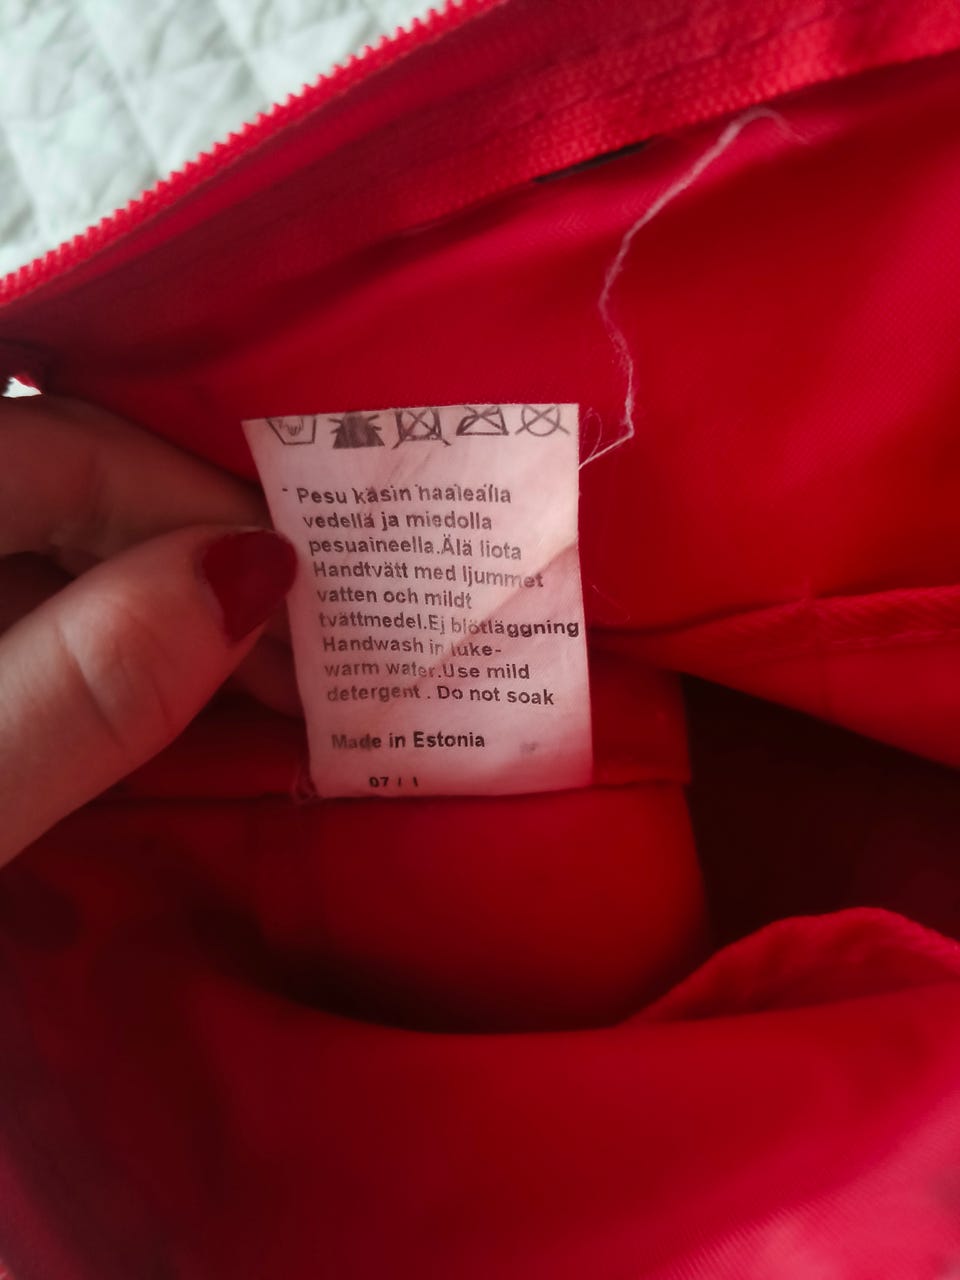 Pesu käsin haalealla
vedellä ja miedolla
pesuaineella.Älä liota
Handtvätt med ljummet
vatten och mildt
tvättmedel.Ej blötläggning
Handwash in luke-
warm water.Use mild
detergent . Do not soak
Made in Estonia
07 / 1